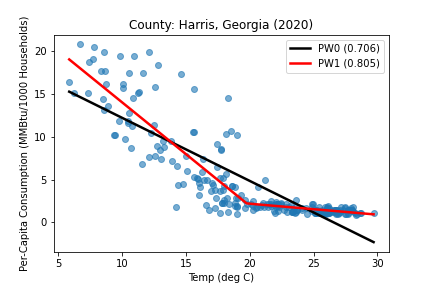 County: Harris, Georgia (2020)
PW0 (0.706)
PW1 (0.805)
Per-Capita Consumption (MMBtu/1000 Households)
20
15
10
5
0
5
10
15
20
25
30
Temp (deg C)